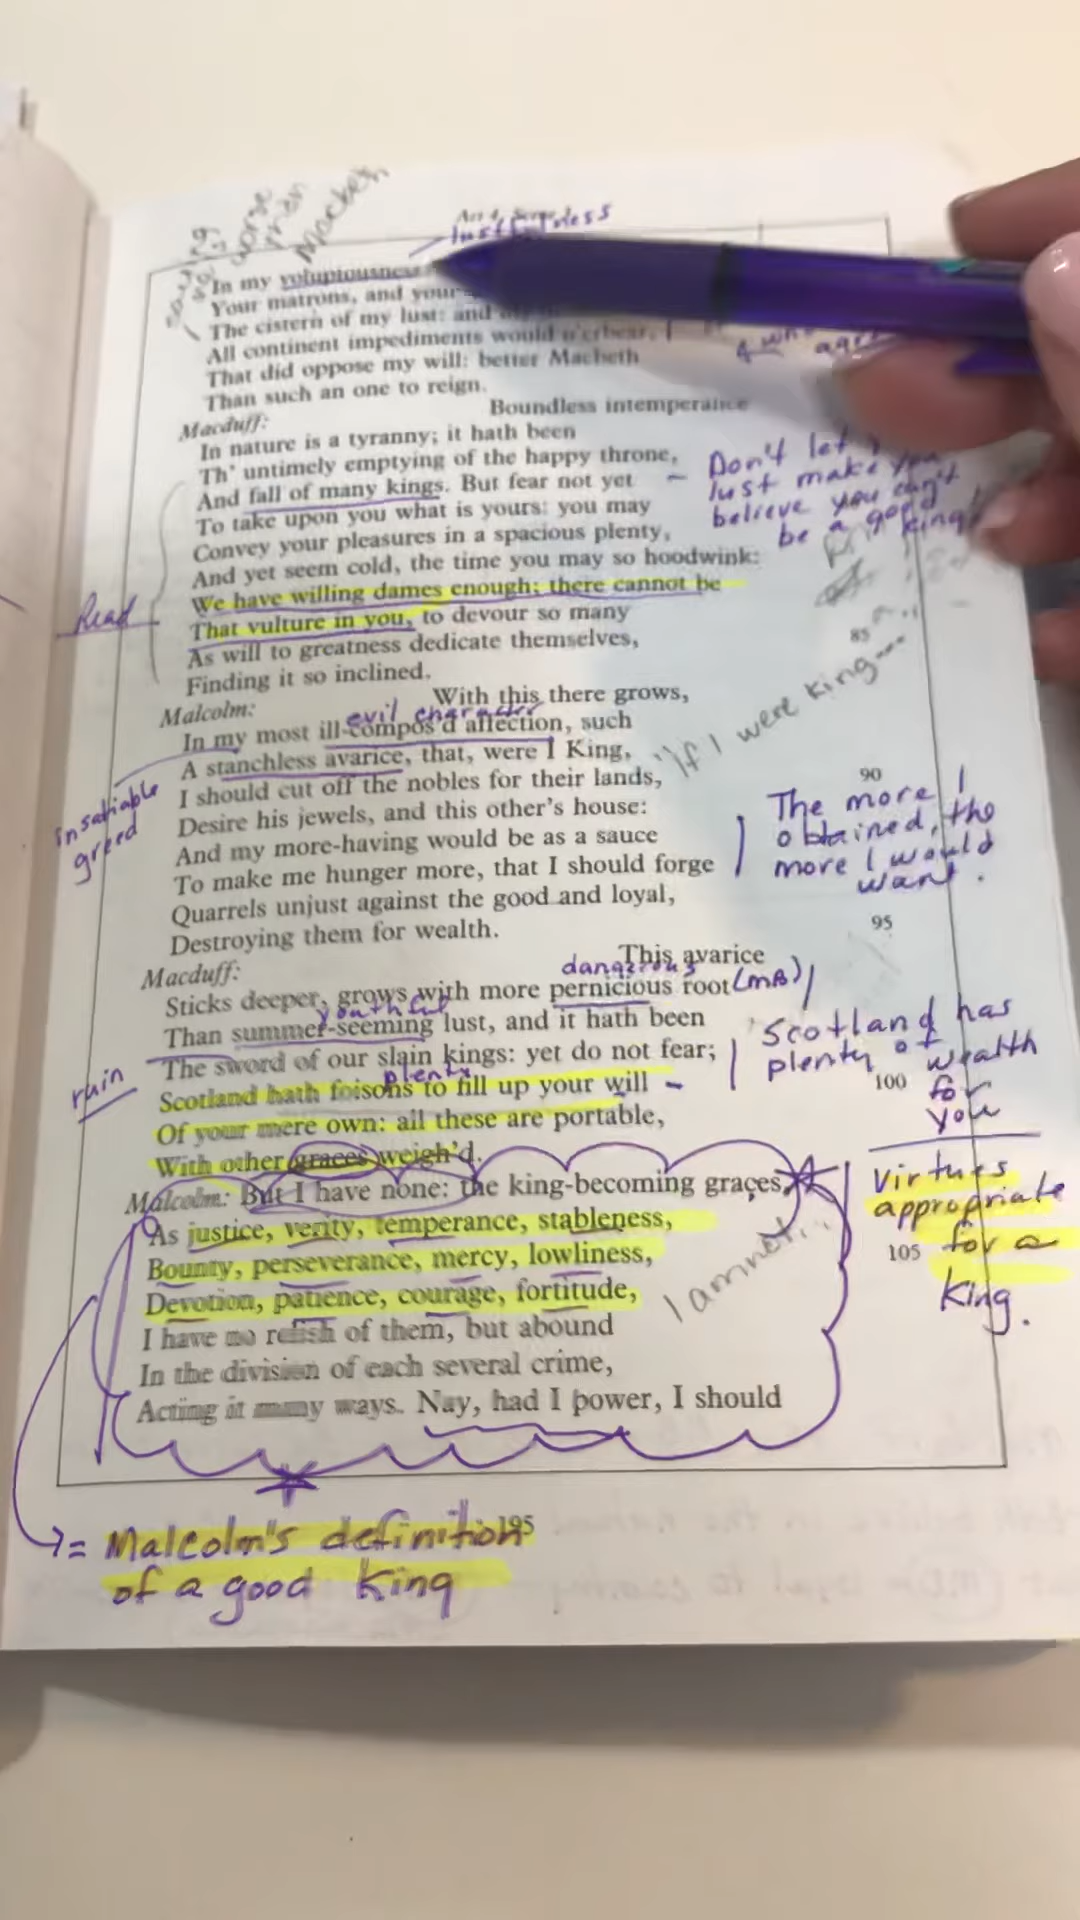 worse
than
Macbeth
lustfulness
In my voluptuousness
Your matrons, and your
The cistern of my lust: and
All continent impediments would o'erbear,
That did oppose my will: better Macbeth
Than such an one to reign.
Macduff: Boundless intemperance
In nature is a tyranny; it hath been
Th' untimely emptying of the happy throne,
And fall of many kings. But fear not yet
To take upon you what is yours: you may
Convey your pleasures in a spacious plenty,
And yet seem cold, the time you may so hoodwink:
We have willing dames enough; there cannot be
That vulture in you, to devour so many
As will to greatness dedicate themselves,
Finding it so inclined.
Read
- Don't let
lust make you
believe you can't
be a good
king
85
Malcolm: With this there grows,
evil character
In my most ill-compos'd affection, such
A stanchless avarice, that, were I King,
I should cut off the nobles for their lands,
Desire his jewels, and this other's house:
And my more-having would be as a sauce
To make me hunger more, that I should forge
Quarrels unjust against the good and loyal,
Destroying them for wealth.
insatiable
greed
"If I were king...
90
The more I
obtained, the
more I would
want.
95
Macduff: This avarice
dangerous
Sticks deeper, grows with more pernicious root (MB)
youthful
Than summer-seeming lust, and it hath been
The sword of our slain kings: yet do not fear;
plenty
Scotland hath foisons to fill up your will -
Of your mere own: all these are portable,
With other graces weigh'd.
ruin
Scotland has
plenty of
wealth
100 for
you
Malcolm: But I have none: the king-becoming graces,
As justice, verity, temperance, stableness,
Bounty, perseverance, mercy, lowliness,
Devotion, patience, courage, fortitude,
I have no relish of them, but abound
In the division of each several crime,
Acting it many ways. Nay, had I power, I should
I am not...
Virtues
appropriate
105 for a
King.
195
= Malcolm's definition
of a good King